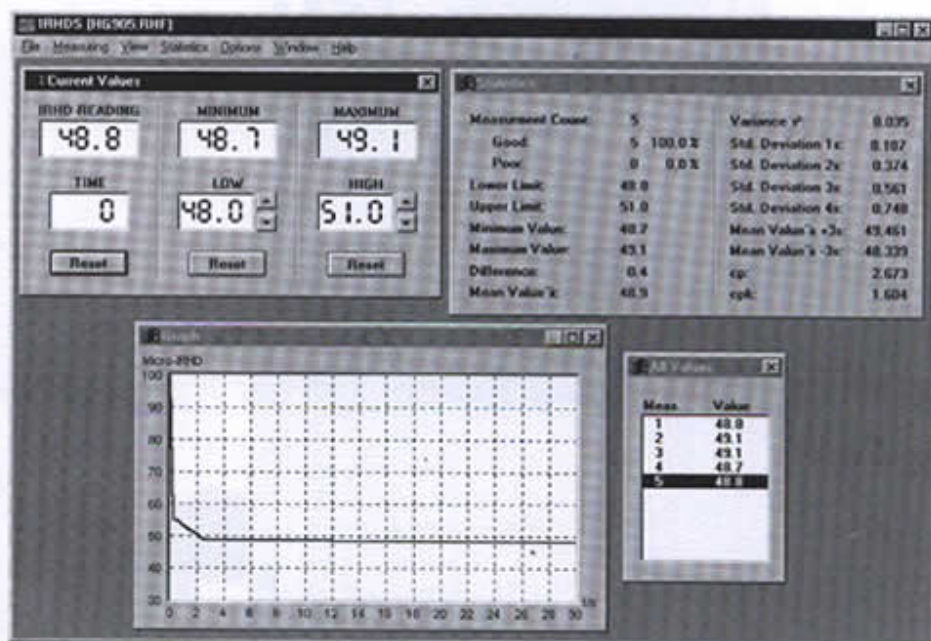 IRHDS [HG905.RHF]
File Measuring View Statistics Options Window Help
Current Values
IRHD READING MINIMUM MAXIMUM
48.8 48.7 49.1
TIME LOW HIGH
0 48.0 51.0
Reset Reset Reset
Statistics
Measurment Count: 5
Good: 5 100.0 %
Poor: 0 0.0 %
Lower Limit: 48.0
Upper Limit: 51.0
Minimum Value: 48.7
Maximum Value: 49.1
Difference: 0.4
Mean Value x: 48.9
Variance s²: 0.035
Std. Deviation 1s: 0.187
Std. Deviation 2s: 0.374
Std. Deviation 3s: 0.561
Std. Deviation 4s: 0.748
Mean Value x +3s: 49.461
Mean Value x -3s: 48.339
cp: 2.673
cpk: 1.604
Graph
Micro-IRHD
100
90
80
70
60
50
40
30
0 2 4 6 8 10 12 14 16 18 20 22 24 26 28 30
t/s
All Values
Meas. Value
1 48.8
2 49.1
3 49.1
4 48.7
5 48.8